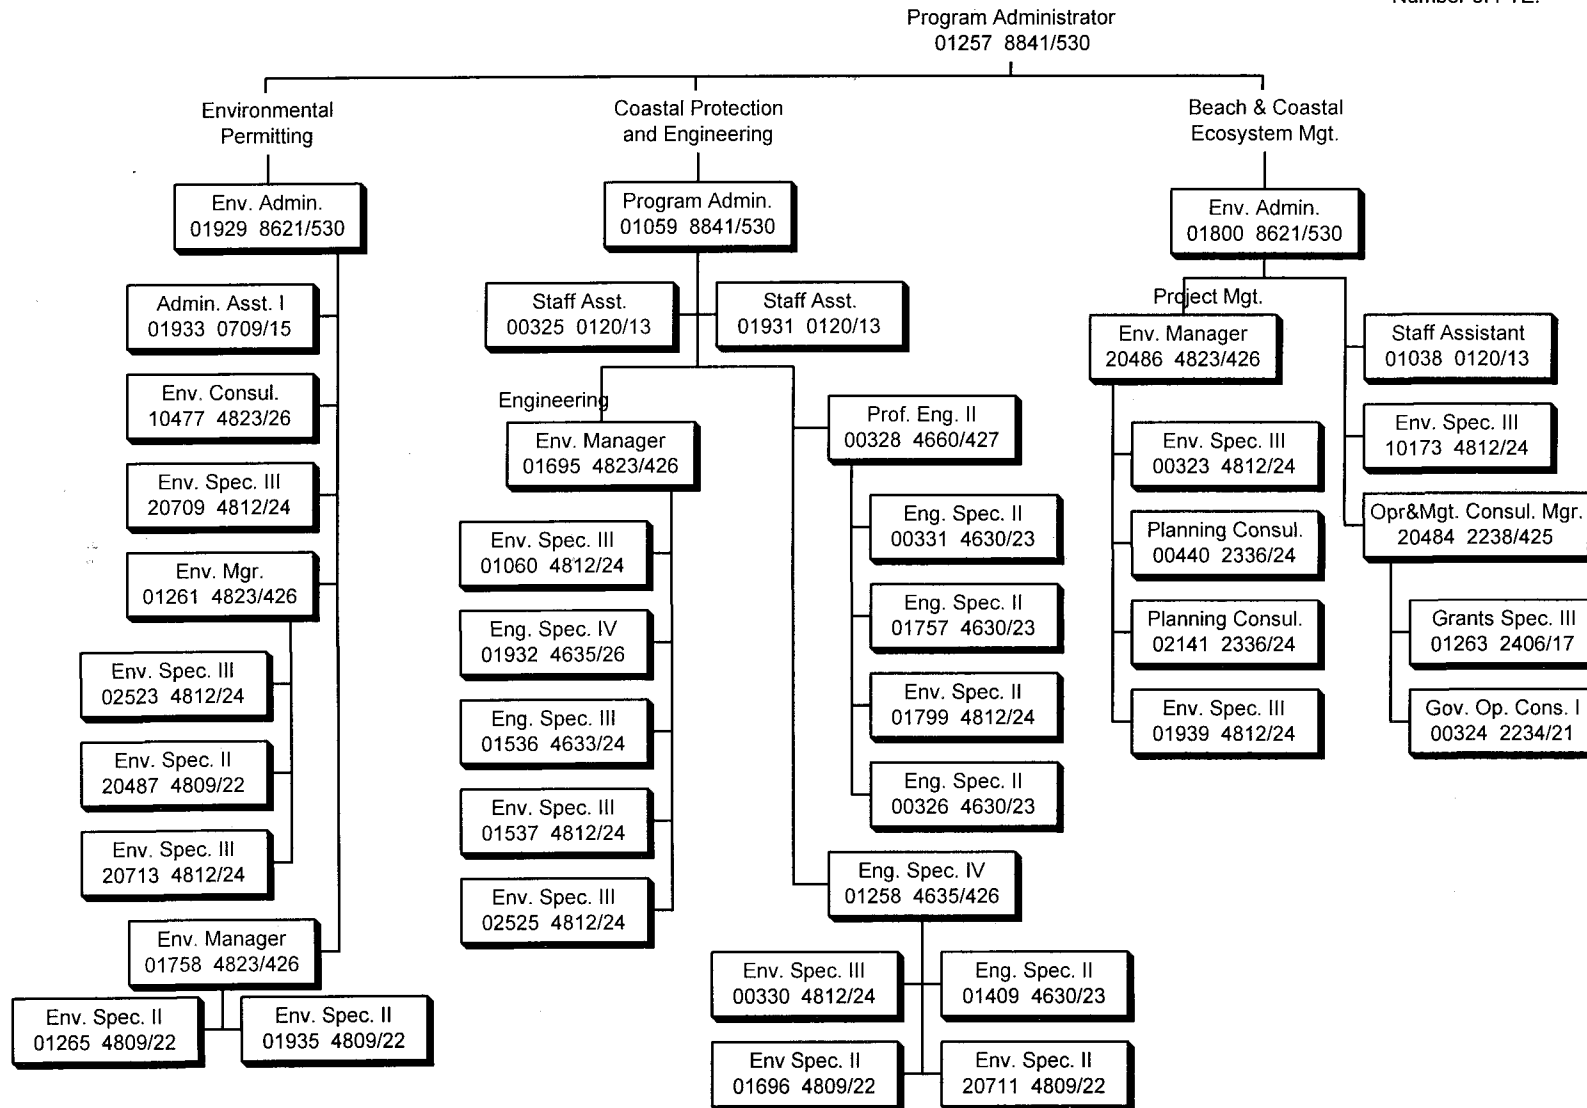 Program Administrator
01257 8841/530
Environmental
Permitting
Env. Admin.
01929 8621/530
Admin. Asst. I
01933 0709/15
Env. Consul.
10477 4823/26
Env. Spec. III
20709 4812/24
Env. Mgr.
01261 4823/426
Env. Spec. III
02523 4812/24
Env. Spec. II
20487 4809/22
Env. Spec. III
20713 4812/24
Env. Manager
01758 4823/426
Env. Spec. II
01265 4809/22
Env. Spec. II
01935 4809/22
Coastal Protection
and Engineering
Program Admin.
01059 8841/530
Staff Asst.
00325 0120/13
Staff Asst.
01931 0120/13
Engineering
Env. Manager
01695 4823/426
Env. Spec. III
01060 4812/24
Eng. Spec. IV
01932 4635/26
Eng. Spec. III
01536 4633/24
Env. Spec. III
01537 4812/24
Env. Spec. III
02525 4812/24
Prof. Eng. II
00328 4660/427
Eng. Spec. II
00331 4630/23
Eng. Spec. II
01757 4630/23
Env. Spec. II
01799 4812/24
Eng. Spec. II
00326 4630/23
Eng. Spec. IV
01258 4635/426
Env. Spec. III
00330 4812/24
Eng. Spec. II
01409 4630/23
Env Spec. II
01696 4809/22
Env. Spec. II
20711 4809/22
Beach & Coastal
Ecosystem Mgt.
Env. Admin.
01800 8621/530
Project Mgt.
Env. Manager
20486 4823/426
Env. Spec. III
00323 4812/24
Planning Consul.
00440 2336/24
Planning Consul.
02141 2336/24
Env. Spec. III
01939 4812/24
Staff Assistant
01038 0120/13
Env. Spec. III
10173 4812/24
Opr&Mgt. Consul. Mgr.
20484 2238/425
Grants Spec. III
01263 2406/17
Gov. Op. Cons. I
00324 2234/21